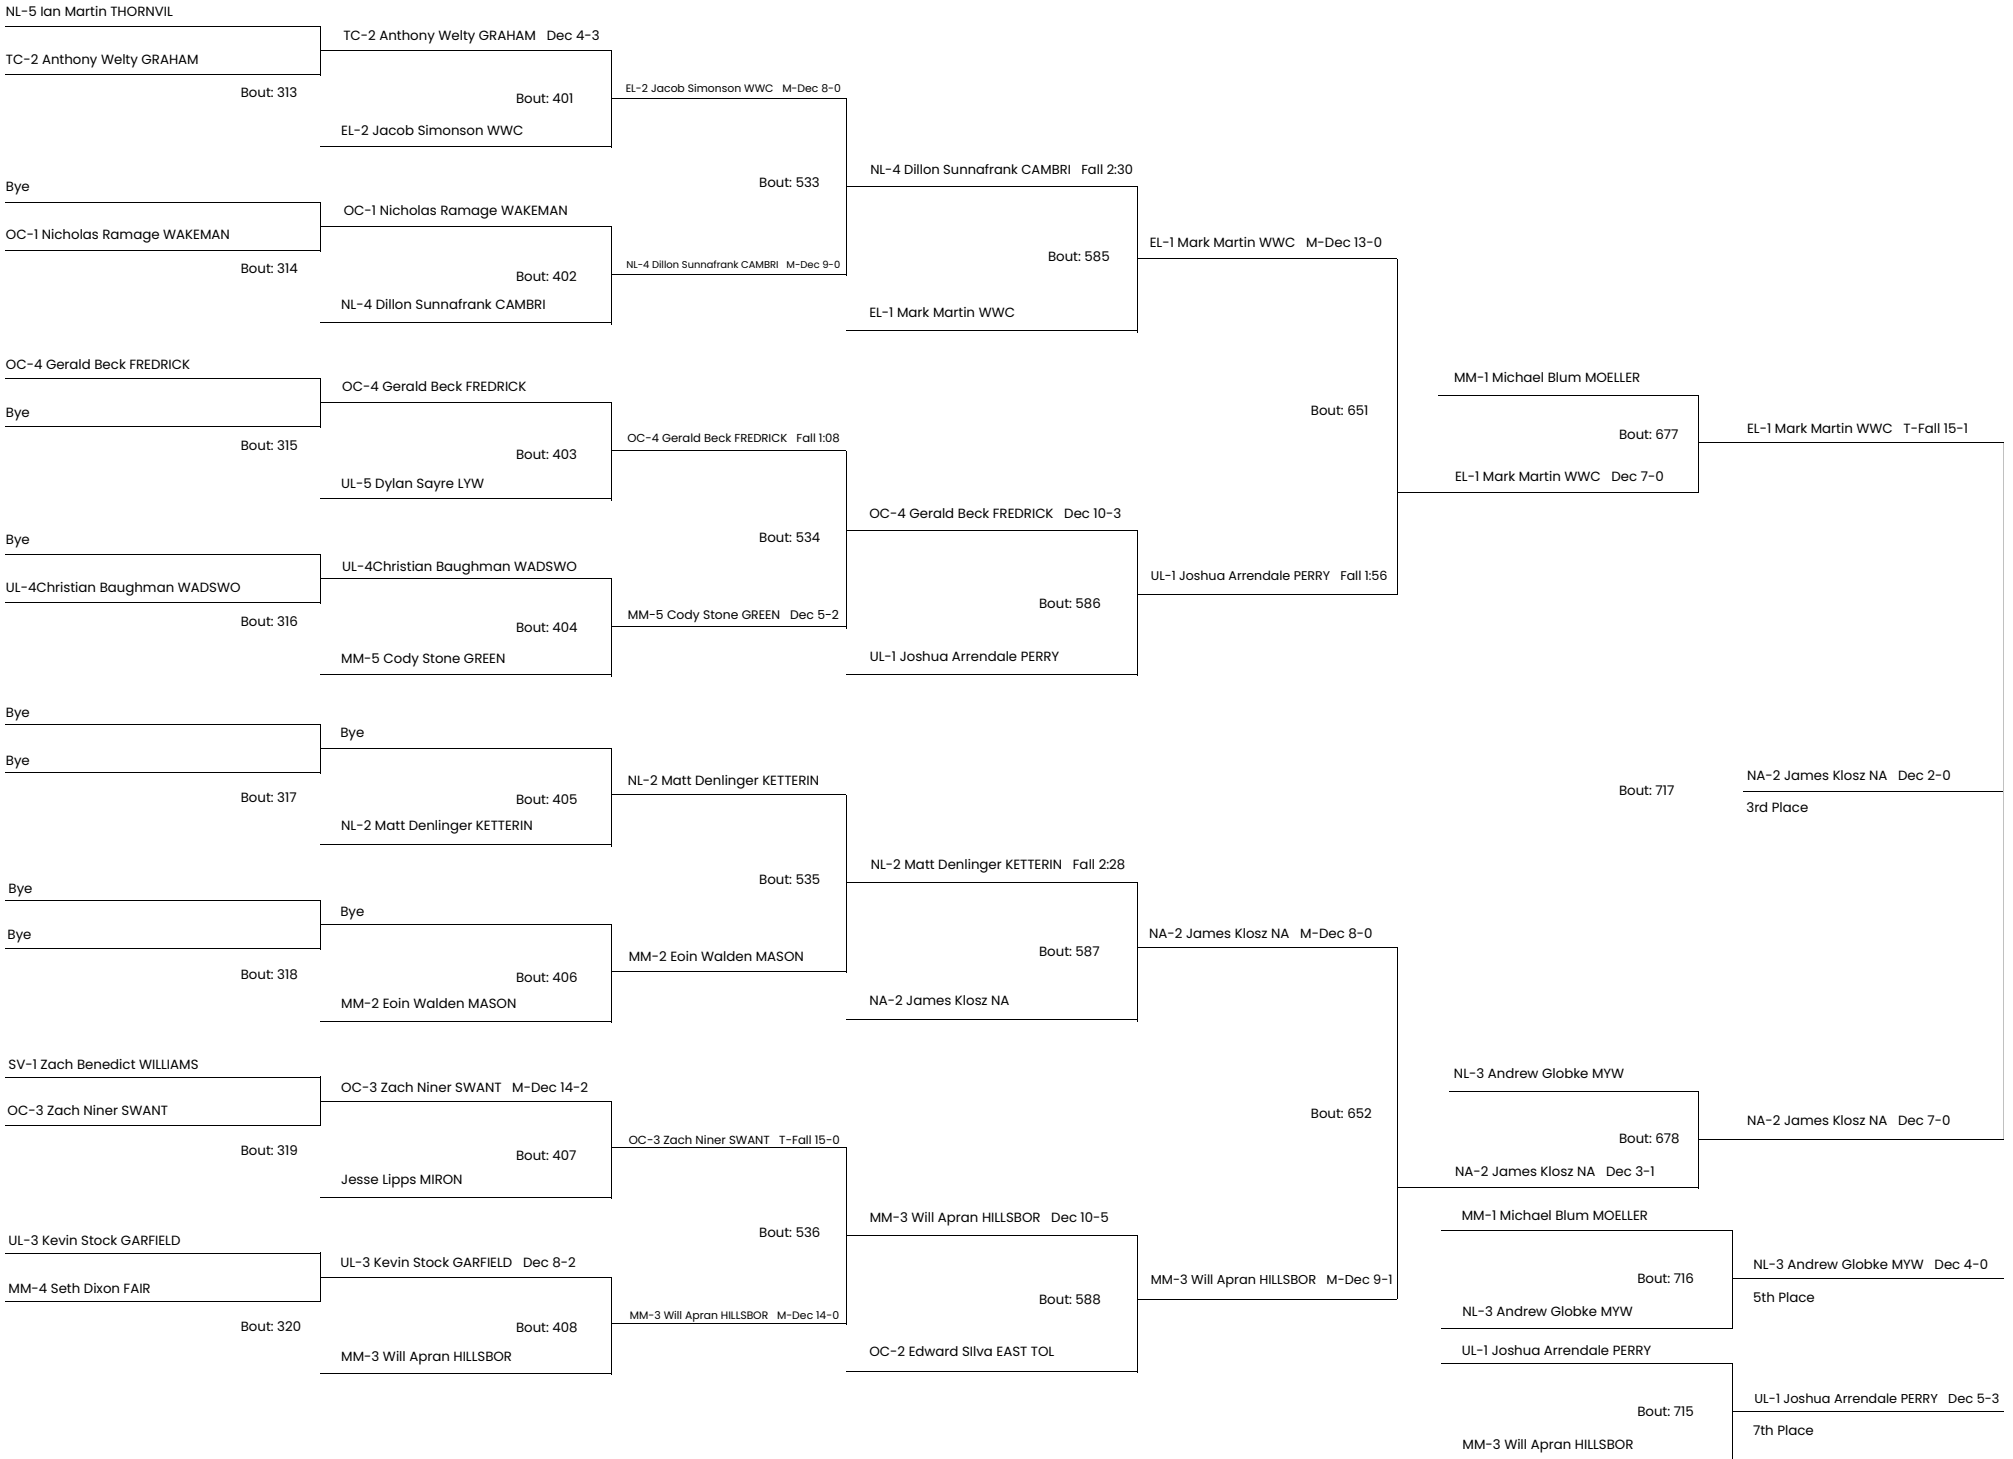 NL-5 Ian Martin THORNVIL
TC-2 Anthony Welty GRAHAM
Bout: 313
Bye
OC-1 Nicholas Ramage WAKEMAN
Bout: 314
OC-4 Gerald Beck FREDRICK
Bye
Bout: 315
Bye
UL-4Christian Baughman WADSWO
Bout: 316
Bye
Bye
Bout: 317
Bye
Bye
Bout: 318
SV-1 Zach Benedict WILLIAMS
OC-3 Zach Niner SWANT
Bout: 319
UL-3 Kevin Stock GARFIELD
MM-4 Seth Dixon FAIR
Bout: 320
TC-2 Anthony Welty GRAHAM Dec 4-3
Bout: 401
EL-2 Jacob Simonson WWC
OC-1 Nicholas Ramage WAKEMAN
Bout: 402
NL-4 Dillon Sunnafrank CAMBRI
OC-4 Gerald Beck FREDRICK
Bout: 403
UL-5 Dylan Sayre LYW
UL-4Christian Baughman WADSWO
Bout: 404
MM-5 Cody Stone GREEN
Bye
Bout: 405
NL-2 Matt Denlinger KETTERIN
Bye
Bout: 406
MM-2 Eoin Walden MASON
OC-3 Zach Niner SWANT M-Dec 14-2
Bout: 407
Jesse Lipps MIRON
UL-3 Kevin Stock GARFIELD Dec 8-2
Bout: 408
MM-3 Will Apran HILLSBOR
EL-2 Jacob Simonson WWC M-Dec 8-0
Bout: 533
NL-4 Dillon Sunnafrank CAMBRI M-Dec 9-0
OC-4 Gerald Beck FREDRICK Fall 1:08
Bout: 534
MM-5 Cody Stone GREEN Dec 5-2
NL-2 Matt Denlinger KETTERIN
Bout: 535
MM-2 Eoin Walden MASON
OC-3 Zach Niner SWANT T-Fall 15-0
Bout: 536
MM-3 Will Apran HILLSBOR M-Dec 14-0
NL-4 Dillon Sunnafrank CAMBRI Fall 2:30
Bout: 585
EL-1 Mark Martin WWC
OC-4 Gerald Beck FREDRICK Dec 10-3
Bout: 586
UL-1 Joshua Arrendale PERRY
NL-2 Matt Denlinger KETTERIN Fall 2:28
Bout: 587
NA-2 James Klosz NA
MM-3 Will Apran HILLSBOR Dec 10-5
Bout: 588
OC-2 Edward SIlva EAST TOL
EL-1 Mark Martin WWC M-Dec 13-0
Bout: 651
UL-1 Joshua Arrendale PERRY Fall 1:56
NA-2 James Klosz NA M-Dec 8-0
Bout: 652
MM-3 Will Apran HILLSBOR M-Dec 9-1
MM-1 Michael Blum MOELLER
Bout: 677
EL-1 Mark Martin WWC Dec 7-0
EL-1 Mark Martin WWC T-Fall 15-1
Bout: 717
NA-2 James Klosz NA Dec 2-0
3rd Place
NL-3 Andrew Globke MYW
Bout: 678
NA-2 James Klosz NA Dec 3-1
NA-2 James Klosz NA Dec 7-0
MM-1 Michael Blum MOELLER
Bout: 716
NL-3 Andrew Globke MYW
NL-3 Andrew Globke MYW Dec 4-0
5th Place
UL-1 Joshua Arrendale PERRY
Bout: 715
MM-3 Will Apran HILLSBOR
UL-1 Joshua Arrendale PERRY Dec 5-3
7th Place